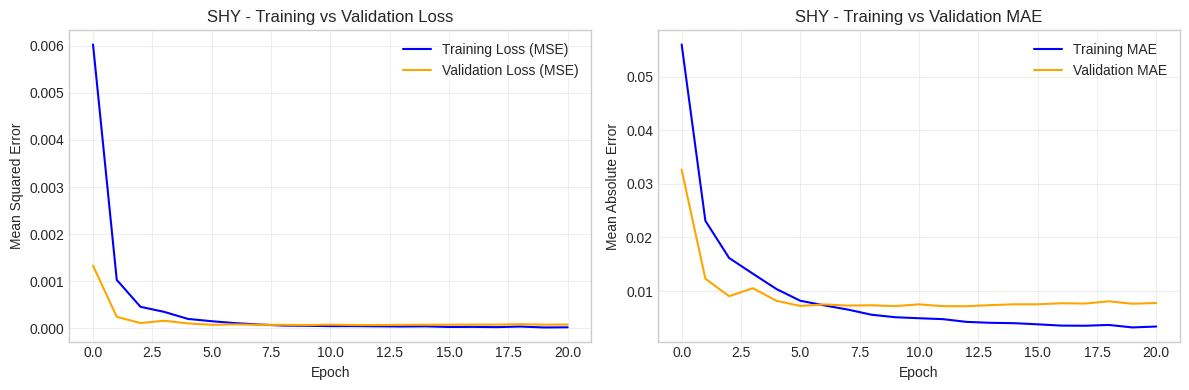 SHY - Training vs Validation Loss
Mean Squared Error
0.006
0.005
0.004
0.003
0.002
0.001
0.000
Training Loss (MSE)
Validation Loss (MSE)
0.0 2.5 5.0 7.5 10.0 12.5 15.0 17.5 20.0
Epoch
SHY - Training vs Validation MAE
Mean Absolute Error
0.05
0.04
0.03
0.02
0.01
Training MAE
Validation MAE
0.0 2.5 5.0 7.5 10.0 12.5 15.0 17.5 20.0
Epoch